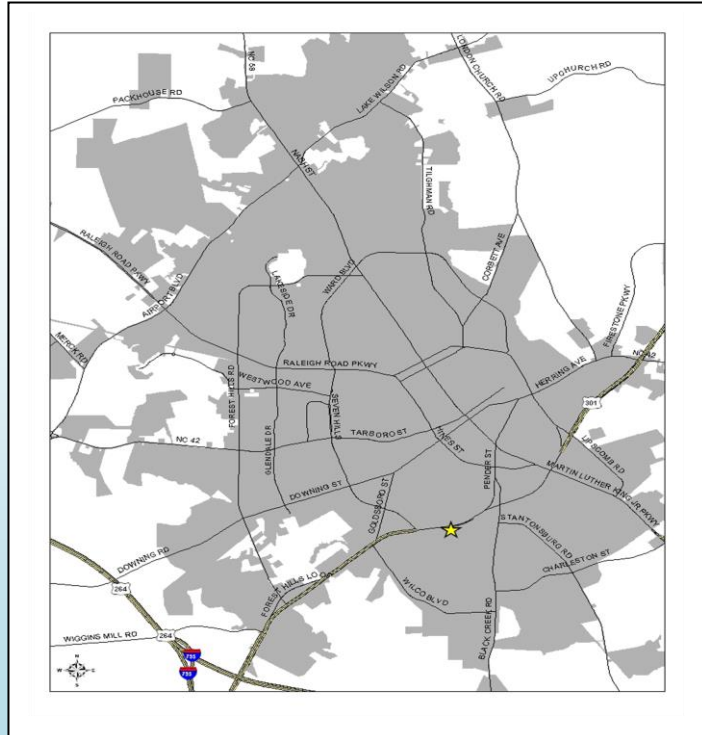 NC 58
LONDON CHURCH RD
UPCHURCH RD
PACKHOUSE RD
LAKE WILSON RD
NASH ST
TILGHMAN RD
CORBETT AVE
RALEIGH ROAD PKWY
WARD BLVD
LAKESIDE DR
AIRPORT BLVD
FIRESTONE PKWY
MERCK RD
HERRING AVE
NC 42
RALEIGH ROAD PKWY
WESTWOOD AVE
FOREST HILLS RD
SEVEN HILLS
301
NC 42
TARBORO ST
HINES ST
GLENDALE DR
LIPSCOMB RD
PENDER ST
MARTIN LUTHER KING JR PKWY
DOWNING ST
GOLDSBORO ST
STANTONSBURG RD
CHARLESTON ST
DOWNING RD
FOREST HILLS LOO
WILCO BLVD
264
BLACK CREEK RD
WIGGINS MILL RD
264
795
795
N
W
E
S